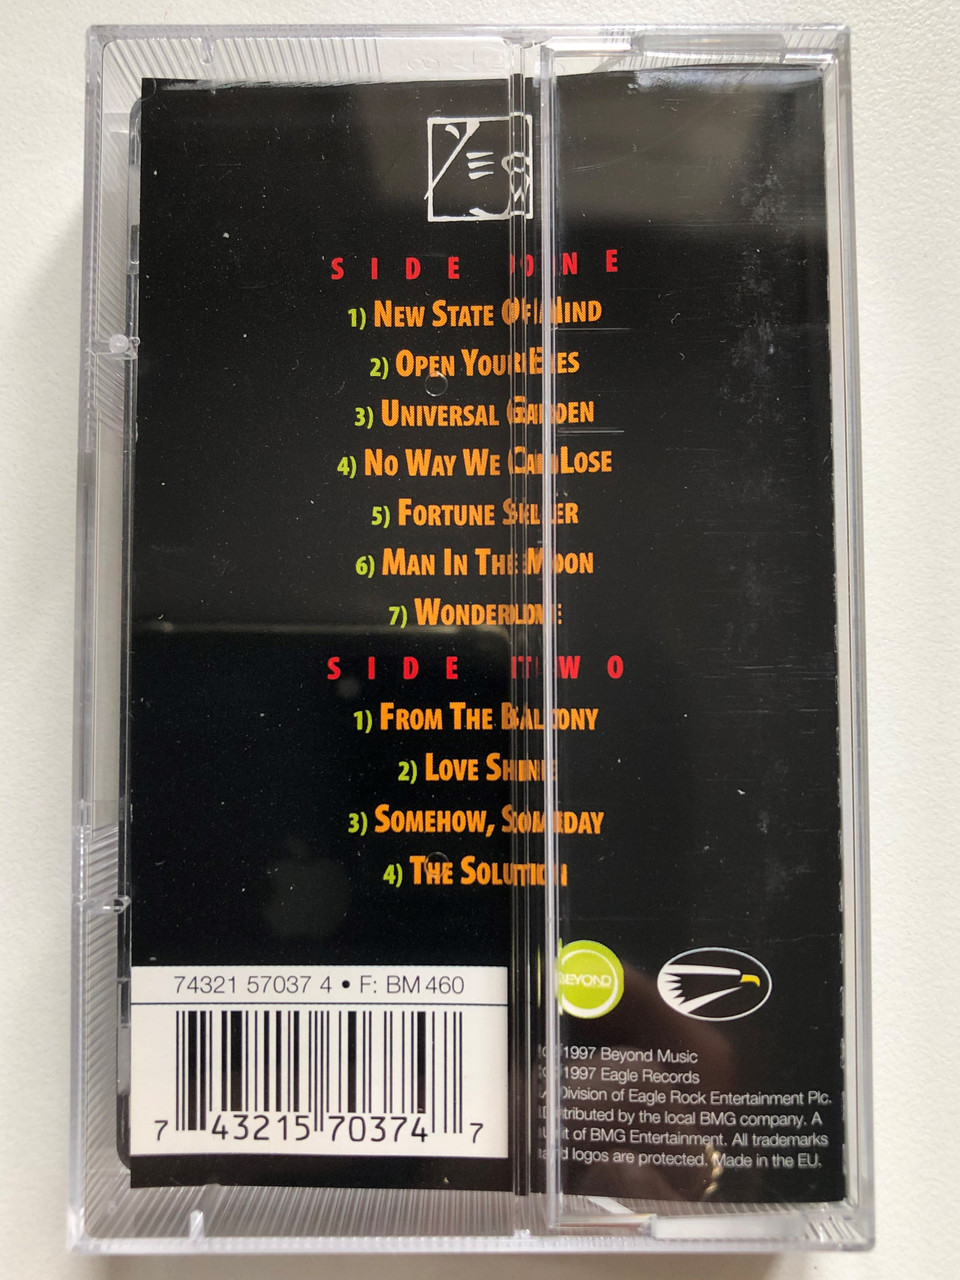 YES
SIDE ONE
1) NEW STATE OF MIND
2) OPEN YOUR EYES
3) UNIVERSAL GARDEN
4) NO WAY WE CAN LOSE
5) FORTUNE SELLER
6) MAN IN THE MOON
7) WONDERLOVE
SIDE TWO
1) FROM THE BALCONY
2) LOVE SHINE
3) SOMEHOW, SOMEDAY
4) THE SOLUTION
BEYOND
74321 57037 4 • F: BM 460
7 43215 70374 7
1997 Beyond Music
1997 Eagle Records
Division of Eagle Rock Entertainment Plc.
Distributed by the local BMG company. A
unit of BMG Entertainment. All trademarks
and logos are protected. Made in the EU.